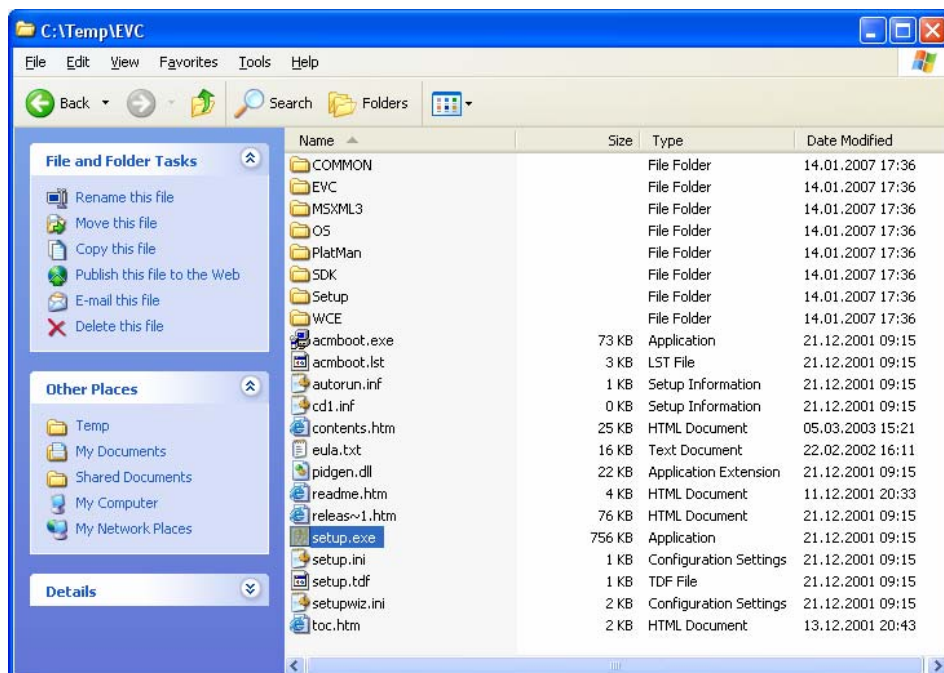 C:\Temp\EVC
File Edit View Favorites Tools Help
Back Search Folders
File and Folder Tasks
Rename this file
Move this file
Copy this file
Publish this file to the Web
E-mail this file
Delete this file
Other Places
Temp
My Documents
Shared Documents
My Computer
My Network Places
Details
Name Size Type Date Modified
COMMON File Folder 14.01.2007 17:36
EVC File Folder 14.01.2007 17:36
MSXML3 File Folder 14.01.2007 17:36
OS File Folder 14.01.2007 17:36
PlatMan File Folder 14.01.2007 17:36
SDK File Folder 14.01.2007 17:36
Setup File Folder 14.01.2007 17:36
WCE File Folder 14.01.2007 17:36
acmboot.exe 73 KB Application 21.12.2001 09:15
acmboot.lst 3 KB LST File 21.12.2001 09:15
autorun.inf 1 KB Setup Information 21.12.2001 09:15
cd1.inf 0 KB Setup Information 21.12.2001 09:15
contents.htm 25 KB HTML Document 05.03.2003 15:21
eula.txt 16 KB Text Document 22.02.2002 16:11
pidgen.dll 22 KB Application Extension 21.12.2001 09:15
readme.htm 4 KB HTML Document 11.12.2001 20:33
releas~1.htm 76 KB HTML Document 21.12.2001 09:15
setup.exe 756 KB Application 21.12.2001 09:15
setup.ini 1 KB Configuration Settings 21.12.2001 09:15
setup.tdf 1 KB TDF File 21.12.2001 09:15
setupwiz.ini 2 KB Configuration Settings 21.12.2001 09:15
toc.htm 2 KB HTML Document 13.12.2001 20:43